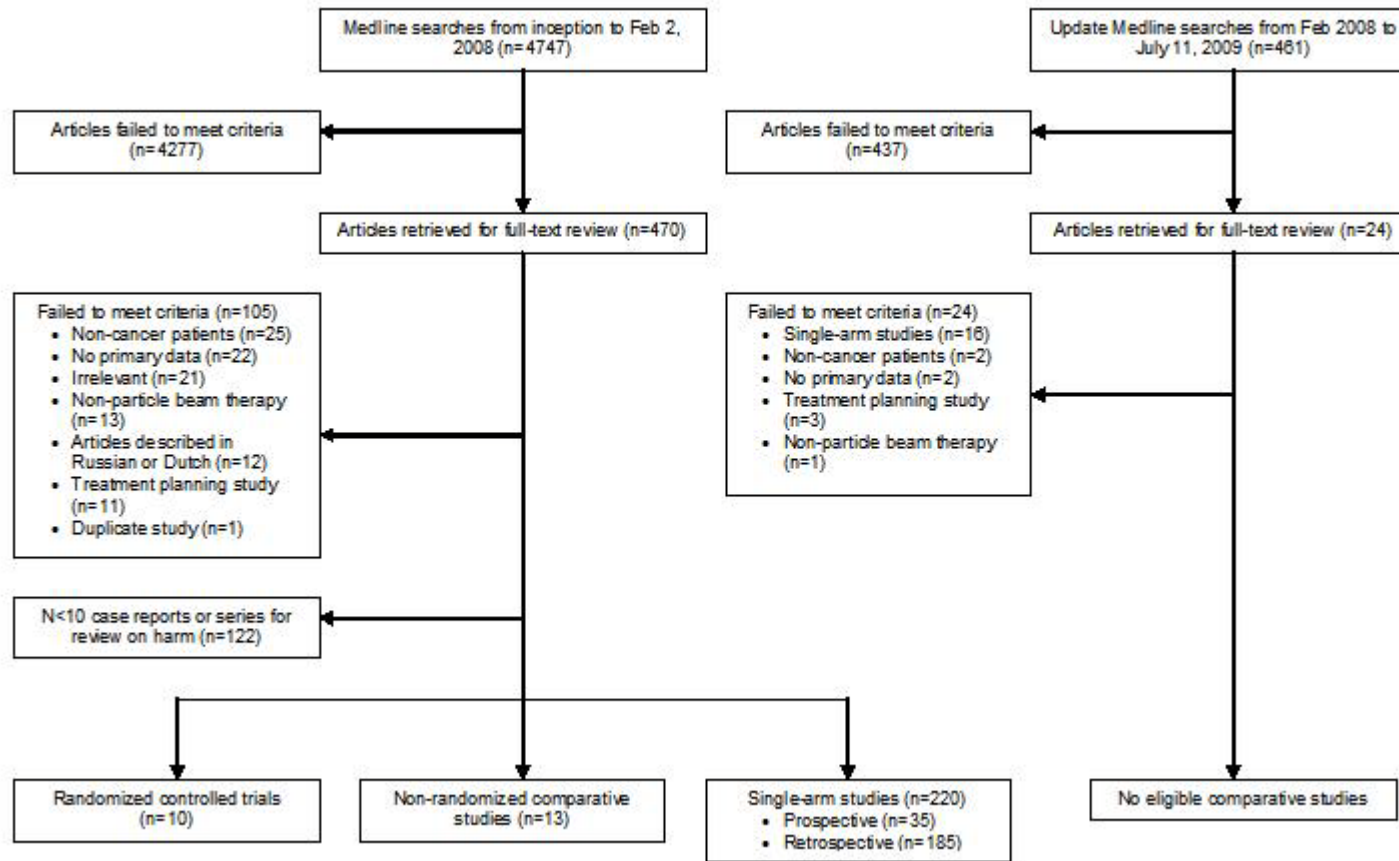 Medline searches from inception to Feb 2,
2008 (n=4747)
Articles failed to meet criteria
(n=4277)
Articles retrieved for full-text review (n=470)
Failed to meet criteria (n=105)
• Non-cancer patients (n=25)
• No primary data (n=22)
• Irrelevant (n=21)
• Non-particle beam therapy
(n=13)
• Articles described in
Russian or Dutch (n=12)
• Treatment planning study
(n=11)
• Duplicate study (n=1)
N<10 case reports or series for
review on harm (n=122)
Randomized controlled trials
(n=10)
Non-randomized comparative
studies (n=13)
Single-arm studies (n=220)
• Prospective (n=35)
• Retrospective (n=185)
Update Medline searches from Feb 2008 to
July 11, 2009 (n=461)
Articles failed to meet criteria
(n=437)
Articles retrieved for full-text review (n=24)
Failed to meet criteria (n=24)
• Single-arm studies (n=16)
• Non-cancer patients (n=2)
• No primary data (n=2)
• Treatment planning study
(n=3)
• Non-particle beam therapy
(n=1)
No eligible comparative studies